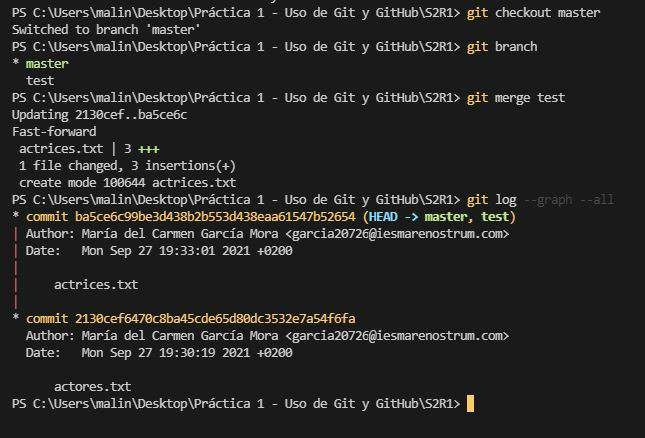 PS C:\Users\malin\Desktop\Práctica 1 - Uso de Git y GitHub\S2R1> git checkout master
Switched to branch 'master'
PS C:\Users\malin\Desktop\Práctica 1 - Uso de Git y GitHub\S2R1> git branch
* master
  test
PS C:\Users\malin\Desktop\Práctica 1 - Uso de Git y GitHub\S2R1> git merge test
Updating 2130cef..ba5ce6c
Fast-forward
 actrices.txt | 3 +++
 1 file changed, 3 insertions(+)
 create mode 100644 actrices.txt
PS C:\Users\malin\Desktop\Práctica 1 - Uso de Git y GitHub\S2R1> git log --graph --all
* commit ba5ce6c99be3d438b2b553d438eaa61547b52654 (HEAD -> master, test)
| Author: María del Carmen García Mora <garcia20726@iesmarenostrum.com>
| Date:   Mon Sep 27 19:33:01 2021 +0200
|
|     actrices.txt
|
* commit 2130cef6470c8ba45cde65d80dc3532e7a54f6fa
  Author: María del Carmen García Mora <garcia20726@iesmarenostrum.com>
  Date:   Mon Sep 27 19:30:19 2021 +0200

      actores.txt
PS C:\Users\malin\Desktop\Práctica 1 - Uso de Git y GitHub\S2R1>